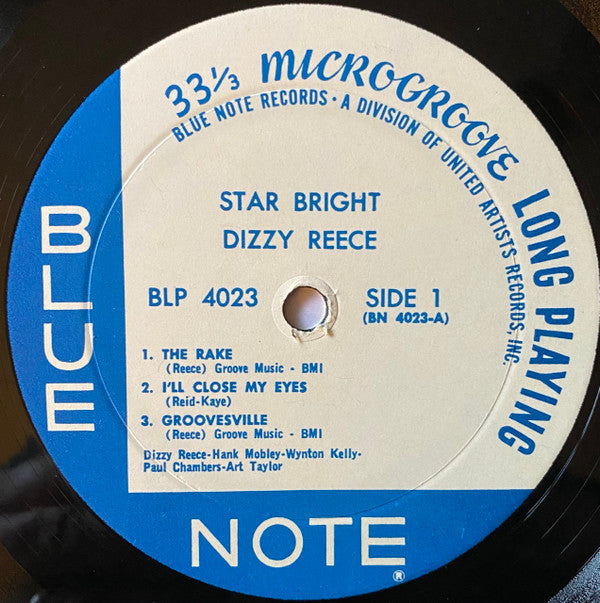 33⅓ MICROGROOVE LONG PLAYING
BLUE NOTE RECORDS • A DIVISION OF UNITED ARTISTS RECORDS, INC.
STAR BRIGHT
DIZZY REECE
BLP 4023
SIDE 1
(BN 4023-A)
1. THE RAKE
(Reece) Groove Music - BMI
2. I'LL CLOSE MY EYES
(Reid-Kaye)
3. GROOVESVILLE
(Reece) Groove Music - BMI
Dizzy Reece-Hank Mobley-Wynton Kelly-
Paul Chambers-Art Taylor
BLUE
NOTE®